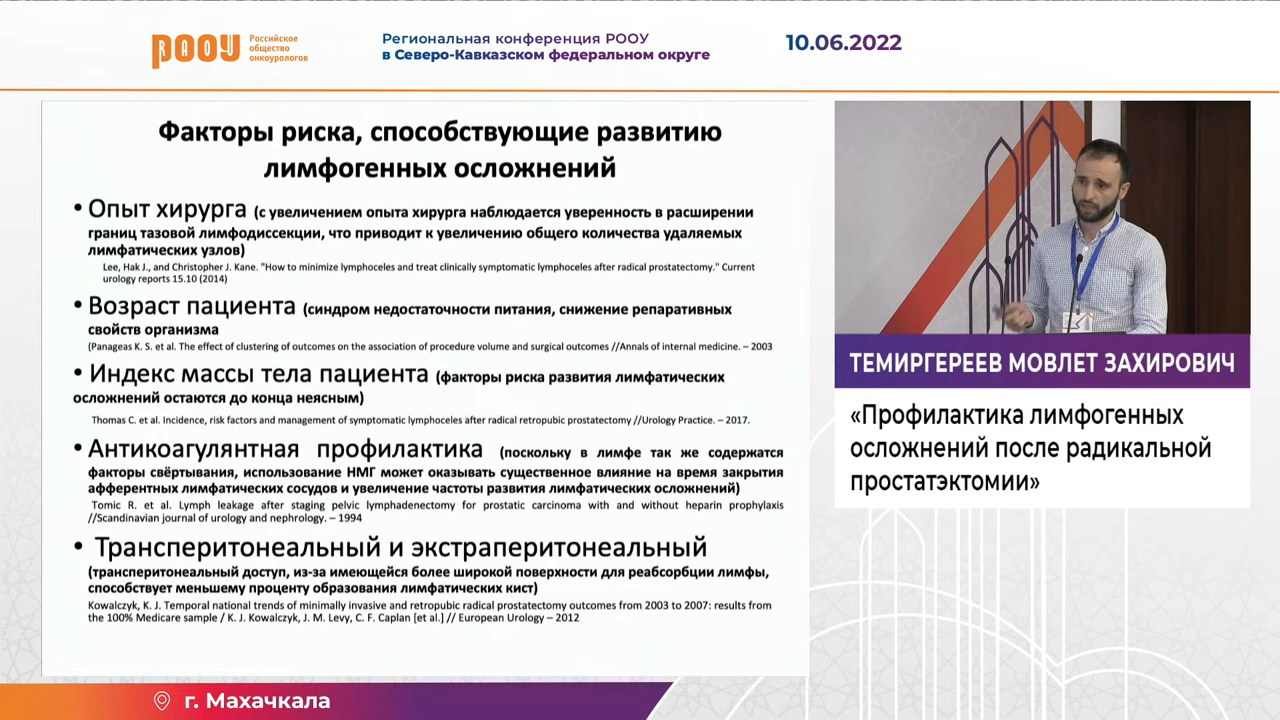 РООУ
Российское
общество
онкоурологов
Региональная конференция РООУ
в Северо-Кавказском федеральном округе
10.06.2022
Факторы риска, способствующие развитию
лимфогенных осложнений
• Опыт хирурга (с увеличением опыта хирурга наблюдается уверенность в расширении
границ тазовой лимфодиссекции, что приводит к увеличению общего количества удаляемых
лимфатических узлов)
Lee, Hak J., and Christopher J. Kane. "How to minimize lymphoceles and treat clinically symptomatic lymphoceles after radical prostatectomy." Current
urology reports 15.10 (2014)
• Возраст пациента (синдром недостаточности питания, снижение репаративных
свойств организма
(Panageas K. S. et al. The effect of clustering of outcomes on the association of procedure volume and surgical outcomes //Annals of internal medicine. – 2003
• Индекс массы тела пациента (факторы риска развития лимфатических
осложнений остаются до конца неясным)
Thomas C. et al. Incidence, risk factors and management of symptomatic lymphoceles after radical retropubic prostatectomy //Urology Practice. – 2017.
• Антикоагулянтная профилактика (поскольку в лимфе так же содержатся
факторы свёртывания, использование НМГ может оказывать существенное влияние на время закрытия
афферентных лимфатических сосудов и увеличение частоты развития лимфатических осложнений)
Tomic R. et al. Lymph leakage after staging pelvic lymphadenectomy for prostatic carcinoma with and without heparin prophylaxis
//Scandinavian journal of urology and nephrology. – 1994
• Трансперитонеальный и экстраперитонеальный
(трансперитонеальный доступ, из-за имеющейся более широкой поверхности для реабсорбции лимфы,
способствует меньшему проценту образования лимфатических кист)
Kowalczyk, K. J. Temporal national trends of minimally invasive and retropubic radical prostatectomy outcomes from 2003 to 2007: results from
the 100% Medicare sample / K. J. Kowalczyk, J. M. Levy, C. F. Caplan [et al.] // European Urology – 2012
ТЕМИРГЕРЕЕВ МОВЛЕТ ЗАХИРОВИЧ
«Профилактика лимфогенных
осложнений после радикальной
простатэктомии»
г. Махачкала